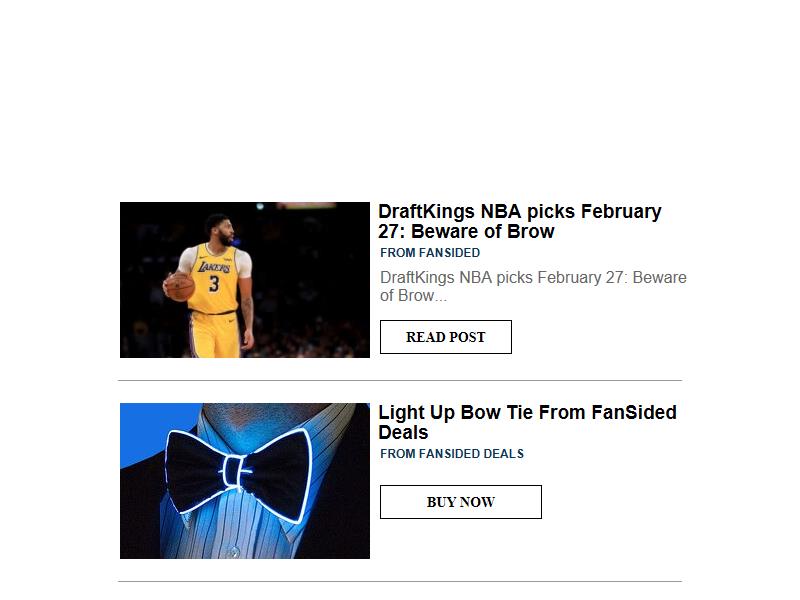 LAKERS
3
DraftKings NBA picks February
27: Beware of Brow
FROM FANSIDED
DraftKings NBA picks February 27: Beware
of Brow...
READ POST
Light Up Bow Tie From FanSided
Deals
FROM FANSIDED DEALS
BUY NOW